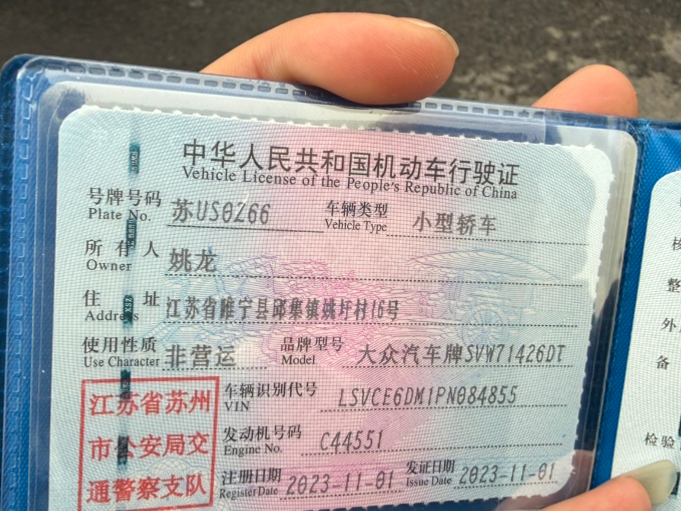 中华人民共和国机动车行驶证
Vehicle License of the People's Republic of China
号牌号码 苏US0Z66 车辆类型 小型轿车
Plate No. Vehicle Type
所有人 姚龙
Owner
住址 江苏省睢宁县邱集镇姚圩村16号
Address
使用性质 非营运 品牌型号 大众汽车牌SVW71426DT
Use Character Model
江苏省苏州
市公安局交
通警察支队
车辆识别代号 LSVCE6DM1PN084855
VIN
发动机号码 C44551
Engine No.
注册日期 2023-11-01 发证日期 2023-11-01
Register Date Issue Date
核
整
外
备
检验